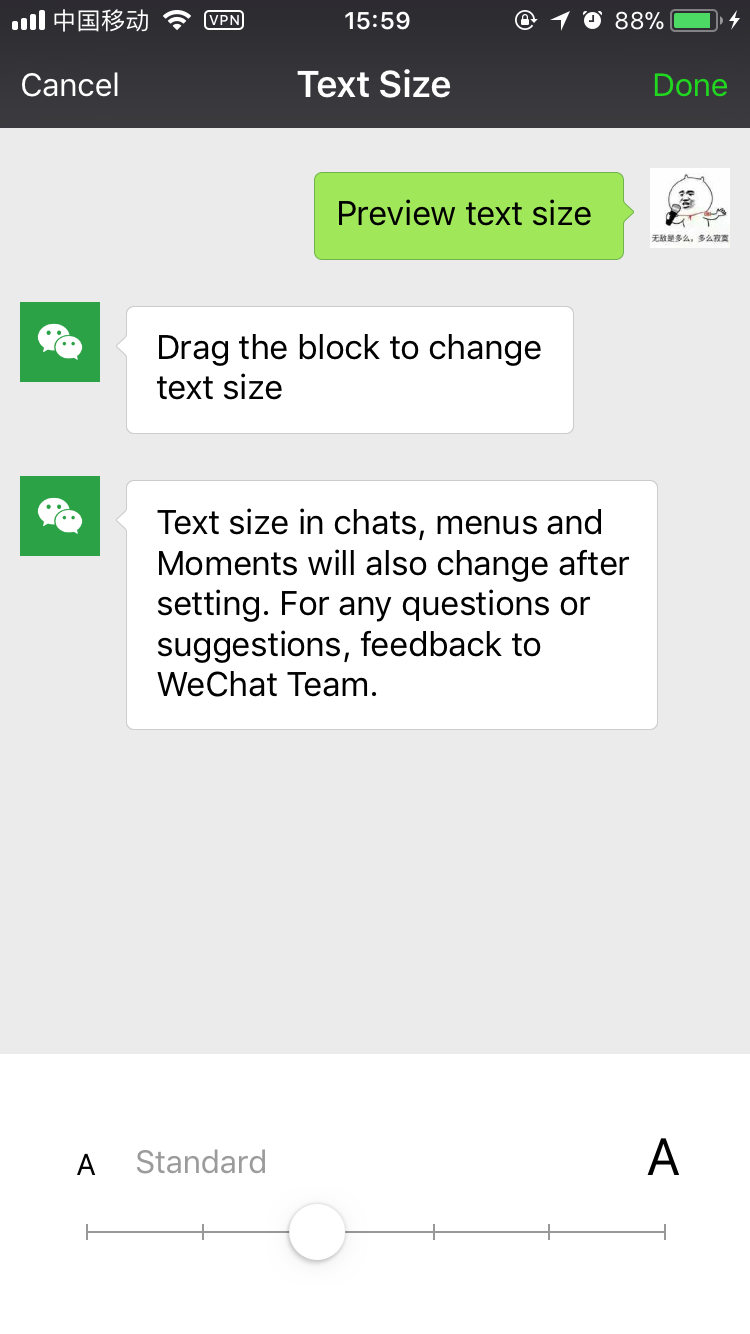 中国移动 VPN 15:59 88%
Cancel Text Size Done
Preview text size
无敌是多么，多么寂寞
Drag the block to change
text size
Text size in chats, menus and
Moments will also change after
setting. For any questions or
suggestions, feedback to
WeChat Team.
A Standard A